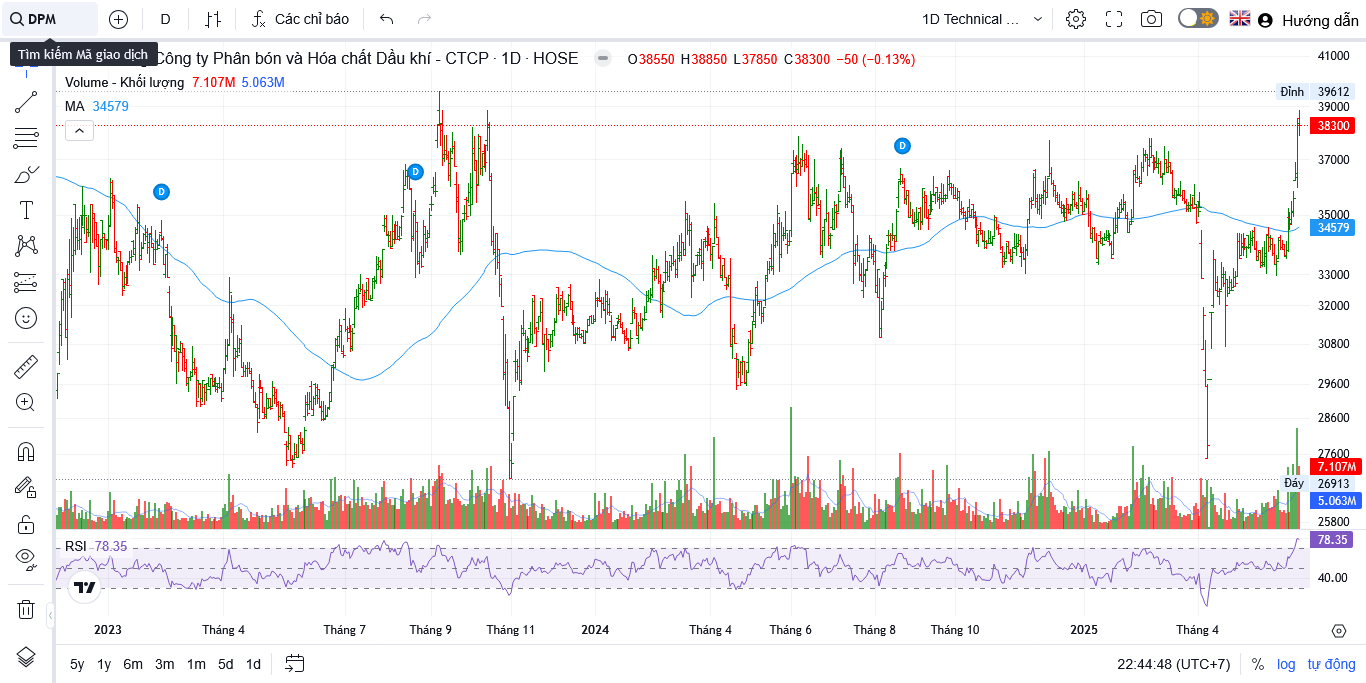 DPM
D
Các chỉ báo
1D Technical ...
Hướng dẫn
Tìm kiếm Mã giao dịch
Công ty Phân bón và Hóa chất Dầu khí - CTCP · 1D · HOSE
O38550 H38850 L37850 C38300 −50 (−0.13%)
Volume - Khối lượng 7.107M 5.063M
MA 34579
D
D
D
41000
Đỉnh 39612
39000
38300
37000
35000
34579
33000
32000
30800
29600
28600
27600
7.107M
Đáy 26913
5.063M
25800
RSI 78.35
78.35
40.00
2023 Tháng 4 Tháng 7 Tháng 9 Tháng 11 2024 Tháng 4 Tháng 6 Tháng 8 Tháng 10 2025 Tháng 4
5y 1y 6m 3m 1m 5d 1d
22:44:48 (UTC+7) % log tự động